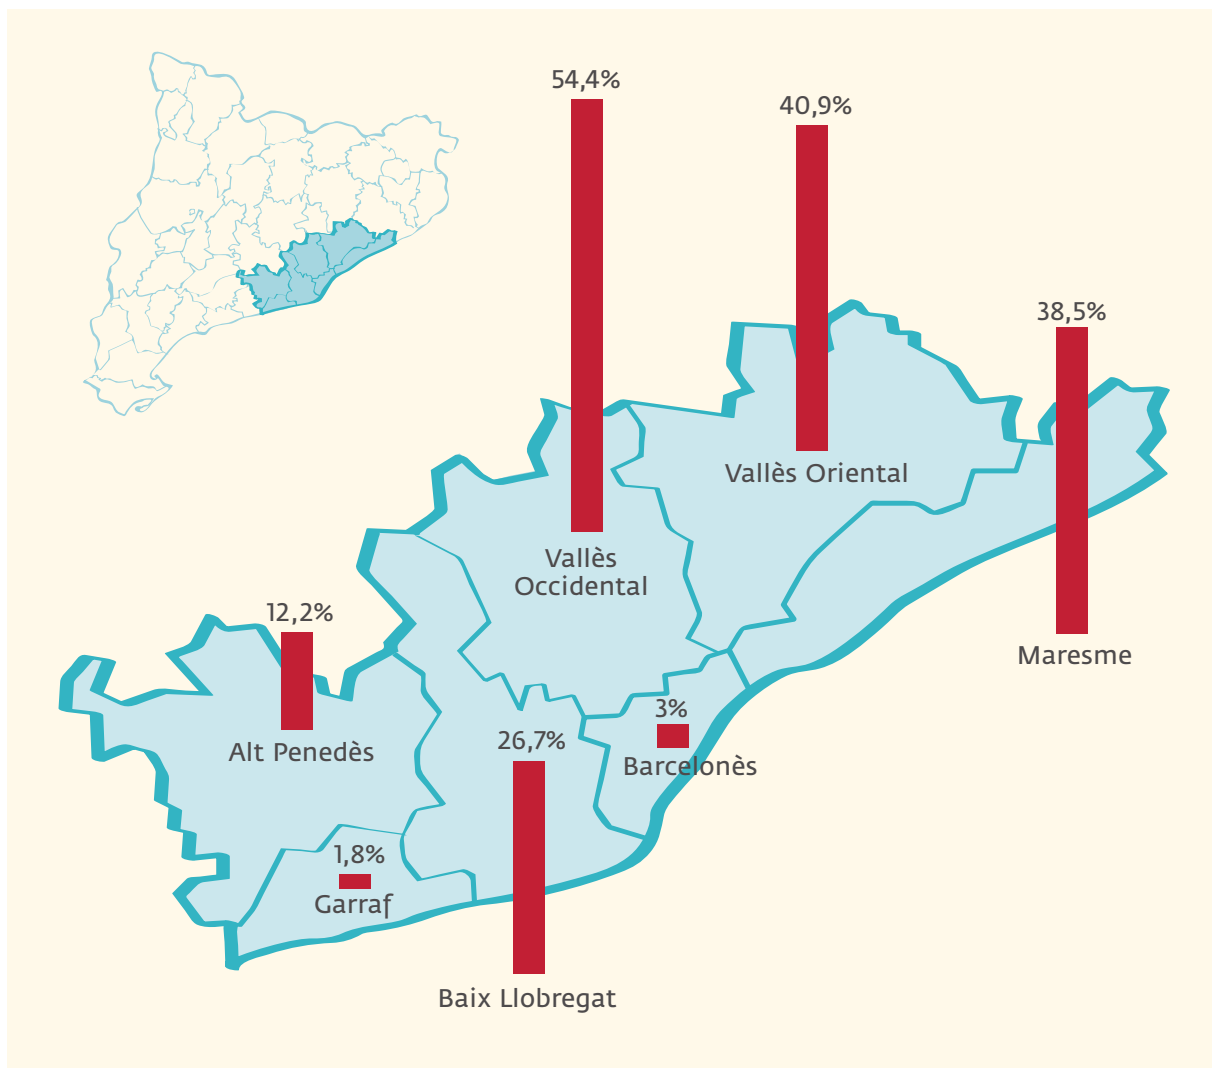 54,4%
40,9%
38,5%
Vallès Oriental
Vallès
Occidental
12,2%
Maresme
3%
26,7%
Alt Penedès
Barcelonès
1,8%
Garraf
Baix Llobregat